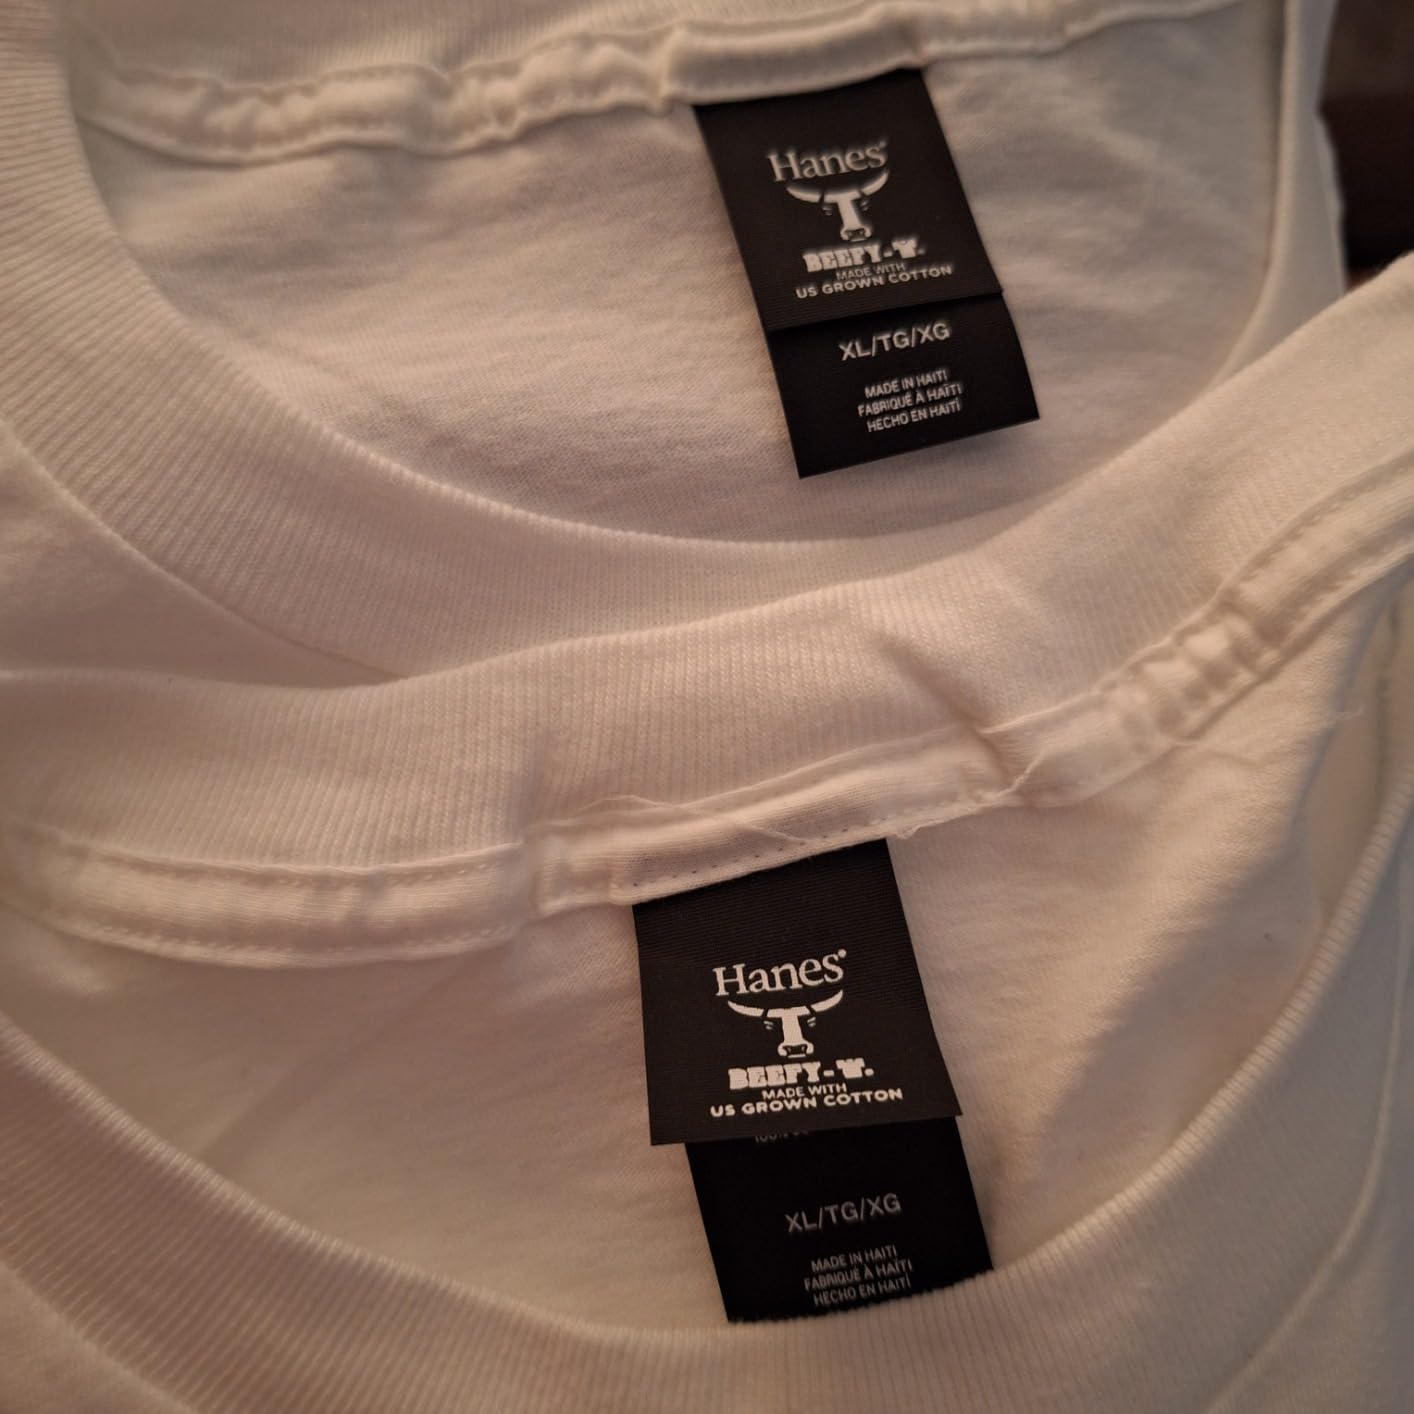 Hanes®
BEEFY-T.
MADE WITH
US GROWN COTTON
XL/TG/XG
MADE IN HAITI
FABRIQUÉ À HAÏTI
HECHO EN HAITÍ
Hanes®
BEEFY-T.
MADE WITH
US GROWN COTTON
XL/TG/XG
MADE IN HAITI
FABRIQUÉ À HAÏTI
HECHO EN HAITÍ